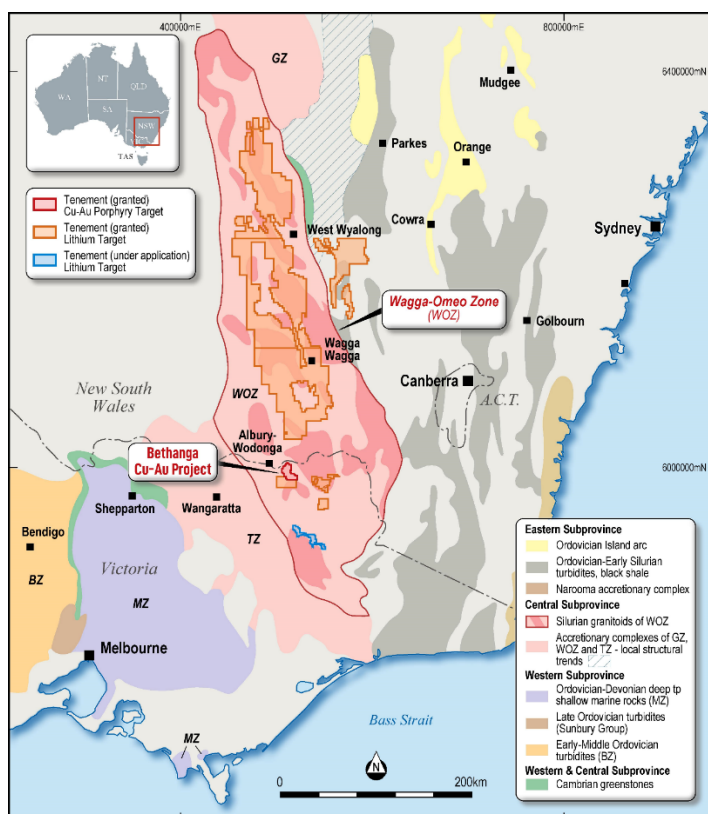 400000mE
800000mE
6400000mN
6000000mN
WA
NT
QLD
SA
NSW
TAS
Tenement (granted)
Cu-Au Porphyry Target
Tenement (granted)
Lithium Target
Tenement (under application)
Lithium Target
GZ
Mudgee
Parkes
Orange
Cowra
Sydney
West Wyalong
Wagga-Omeo Zone
(WOZ)
Golbourn
Wagga
Wagga
Canberra
A.C.T.
New South
Wales
WOZ
Albury-
Wodonga
Bethanga
Cu-Au Project
Shepparton
Wangaratta
Bendigo
BZ
TZ
Victoria
MZ
Melbourne
MZ
Bass Strait
N
0
200km
Eastern Subprovince
Ordovician Island arc
Ordovician-Early Silurian
turbidites, black shale
Narooma accretionary complex
Central Subprovince
Silurian granitoids of WOZ
Accretionary complexes of GZ,
WOZ and TZ - local structural
trends
Western Subprovince
Ordovician-Devonian deep tp
shallow marine rocks (MZ)
Late Ordovician turbidites
(Sunbury Group)
Early-Middle Ordovician
turbidites (BZ)
Western & Central Subprovince
Cambrian greenstones